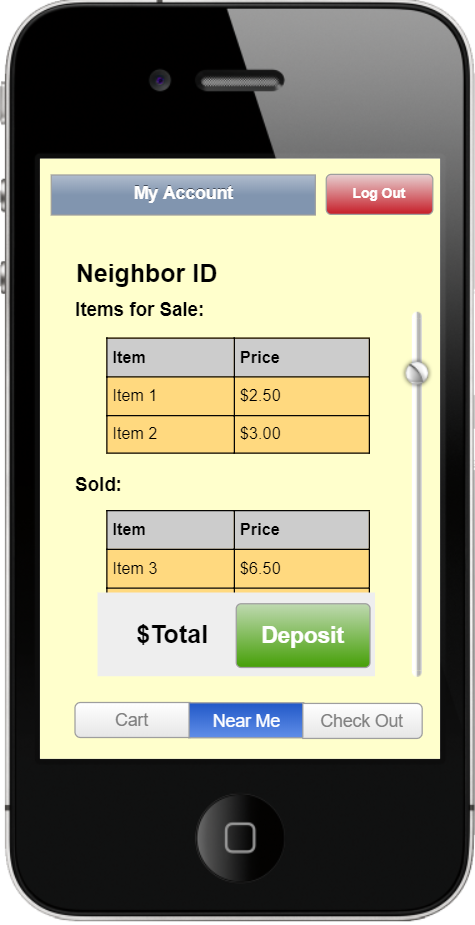 My Account Log Out
Neighbor ID
Items for Sale:
Item Price
Item 1 $2.50
Item 2 $3.00
Sold:
Item Price
Item 3 $6.50
$Total Deposit
Cart Near Me Check Out